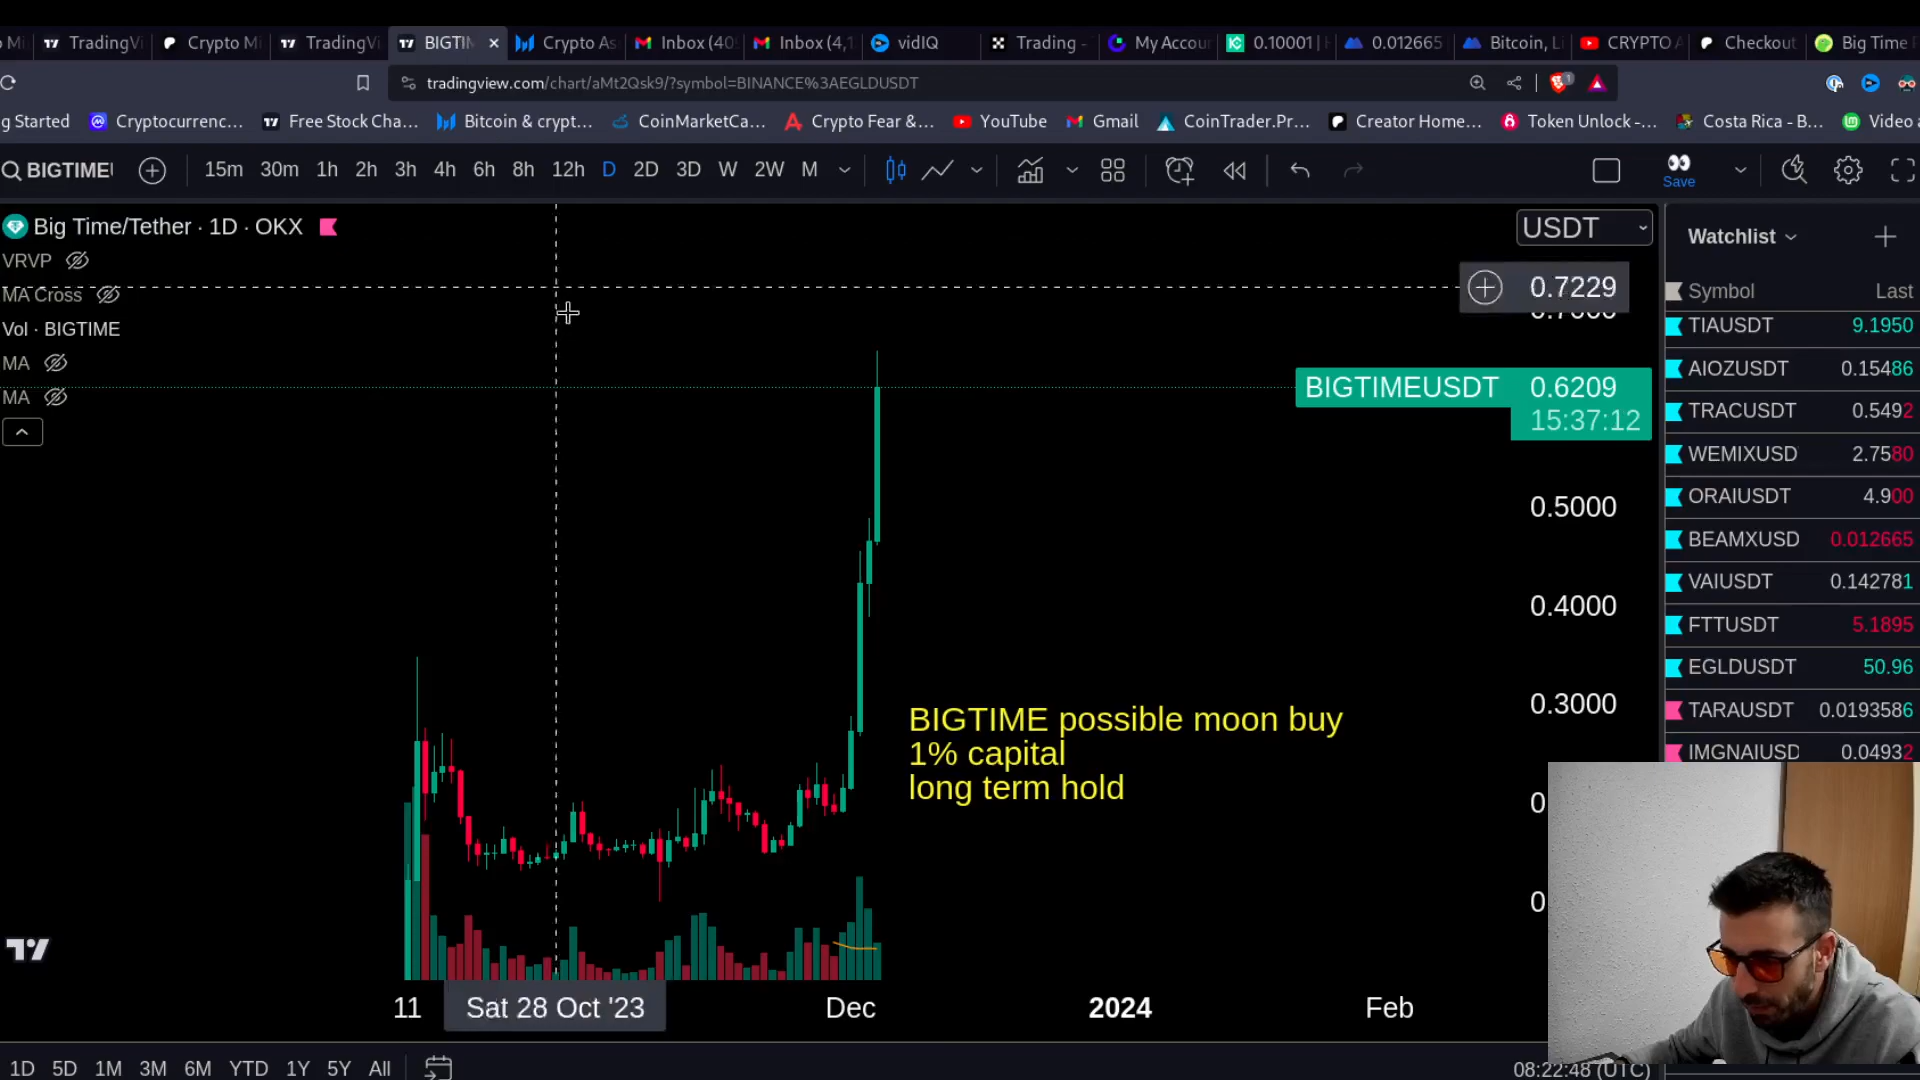 TradingVi
Crypto Mi
TradingVi
BIGTIM
Crypto As
Inbox (40
Inbox (4,1
vidIQ
Trading -
My Accou
0.10001 |
0.012665
Bitcoin, Li
CRYPTO A
Checkout
Big Time
tradingview.com/chart/aMt2Qsk9/?symbol=BINANCE%3AEGLDUSDT
g Started
Cryptocurrenc...
Free Stock Cha...
Bitcoin & crypt...
CoinMarketCa...
Crypto Fear &...
YouTube
Gmail
CoinTrader.Pr...
Creator Home...
Token Unlock -...
Costa Rica - B...
Video a
BIGTIME
15m 30m 1h 2h 3h 4h 6h 8h 12h D 2D 3D W 2W M
Save
Big Time/Tether · 1D · OKX
VRVP
MA Cross
Vol · BIGTIME
MA
MA
USDT
0.7229
BIGTIMEUSDT 0.6209
15:37:12
0.5000
0.4000
0.3000
0
0
BIGTIME possible moon buy
1% capital
long term hold
11
Sat 28 Oct '23
Dec
2024
Feb
1D 5D 1M 3M 6M YTD 1Y 5Y All
08:22:48 (UTC)
Watchlist
Symbol Last
TIAUSDT 9.1950
AIOZUSDT 0.15486
TRACUSDT 0.5492
WEMIXUSD 2.7580
ORAIUSDT 4.900
BEAMXUSD 0.012665
VAIUSDT 0.142781
FTTUSDT 5.1895
EGLDUSDT 50.96
TARAUSDT 0.0193586
IMGNAIUSD 0.04932